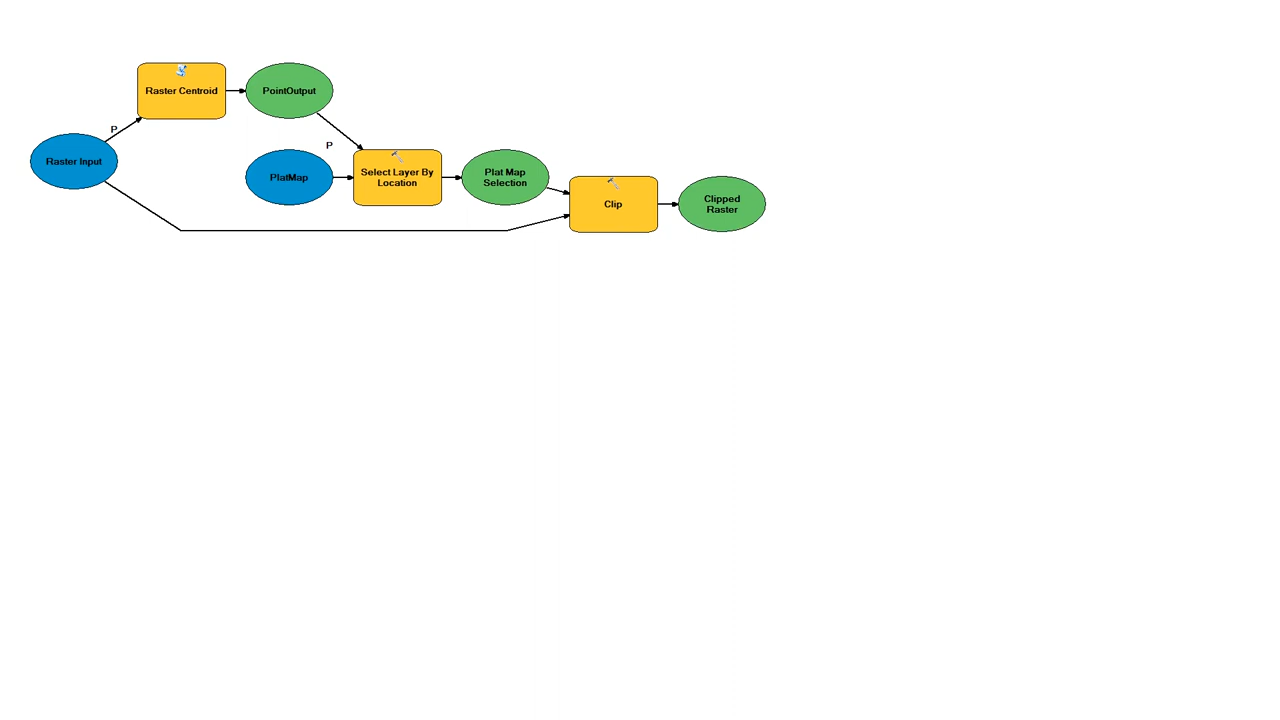 Raster Centroid
PointOutput
P
P
Raster Input
PlatMap
Select Layer By
Location
Plat Map
Selection
Clip
Clipped
Raster